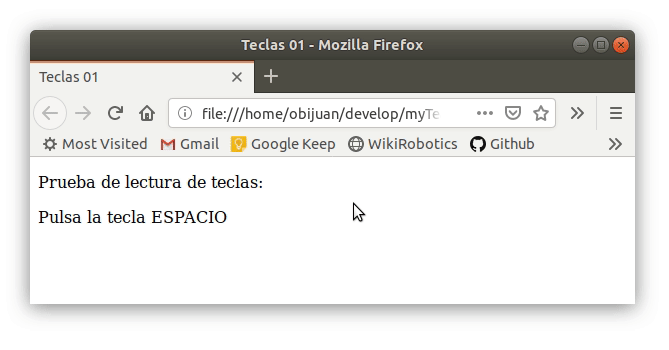 Teclas 01 - Mozilla Firefox
Teclas 01
file:///home/obijuan/develop/myTe
Most Visited Gmail Google Keep WikiRobotics Github
Prueba de lectura de teclas:
Pulsa la tecla ESPACIO